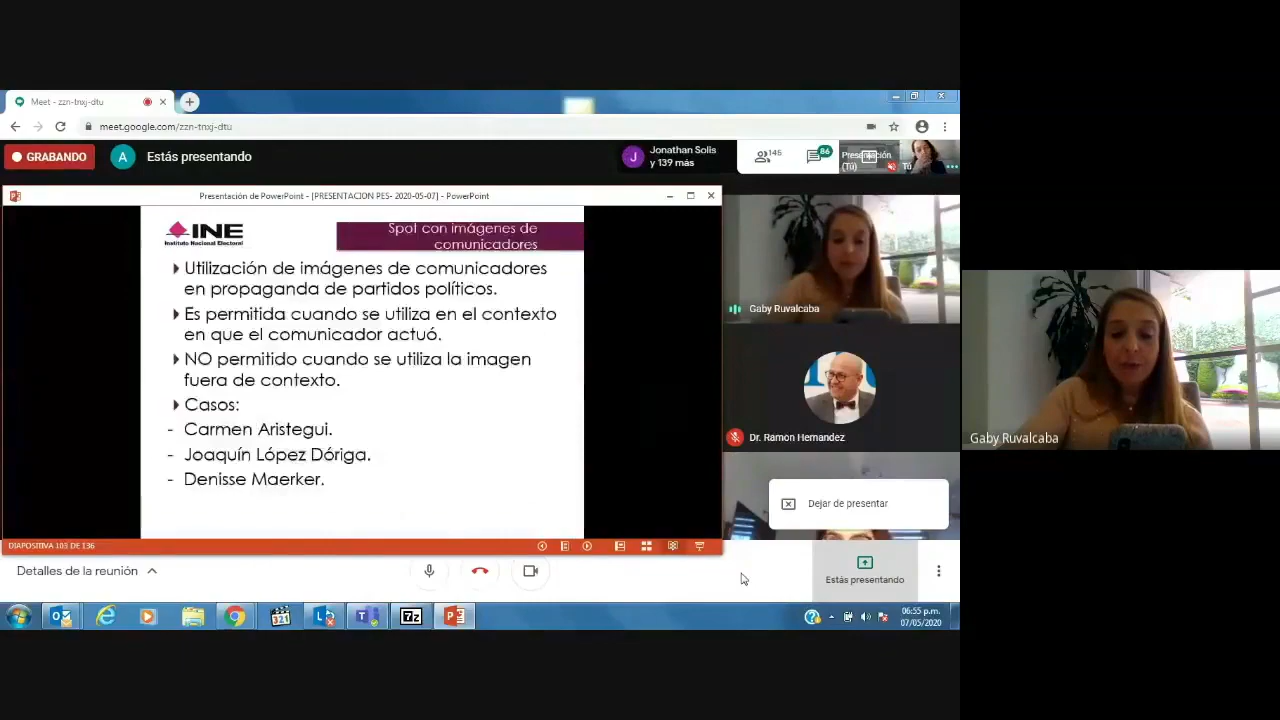 Meet - zzn-tnxj-dtu
meet.google.com/zzn-tnxj-dtu
GRABANDO
A
Estás presentando
J
Jonathan Solis
y 139 más
145
86
Presentación
(Tú)
Tú
Presentación de PowerPoint - [PRESENTACION PES- 2020-05-07] - PowerPoint
INE
Instituto Nacional Electoral
Spot con imágenes de
comunicadores
Utilización de imágenes de comunicadores
en propaganda de partidos políticos.
Es permitida cuando se utiliza en el contexto
en que el comunicador actuó.
NO permitido cuando se utiliza la imagen
fuera de contexto.
Casos:
- Carmen Aristegui.
- Joaquín López Dóriga.
- Denisse Maerker.
DIAPOSITIVA 103 DE 136
Gaby Ruvalcaba
Dr. Ramon Hernandez
Dejar de presentar
Gaby Ruvalcaba
Detalles de la reunión
Estás presentando
321
7z
06:55 p.m.
07/05/2020